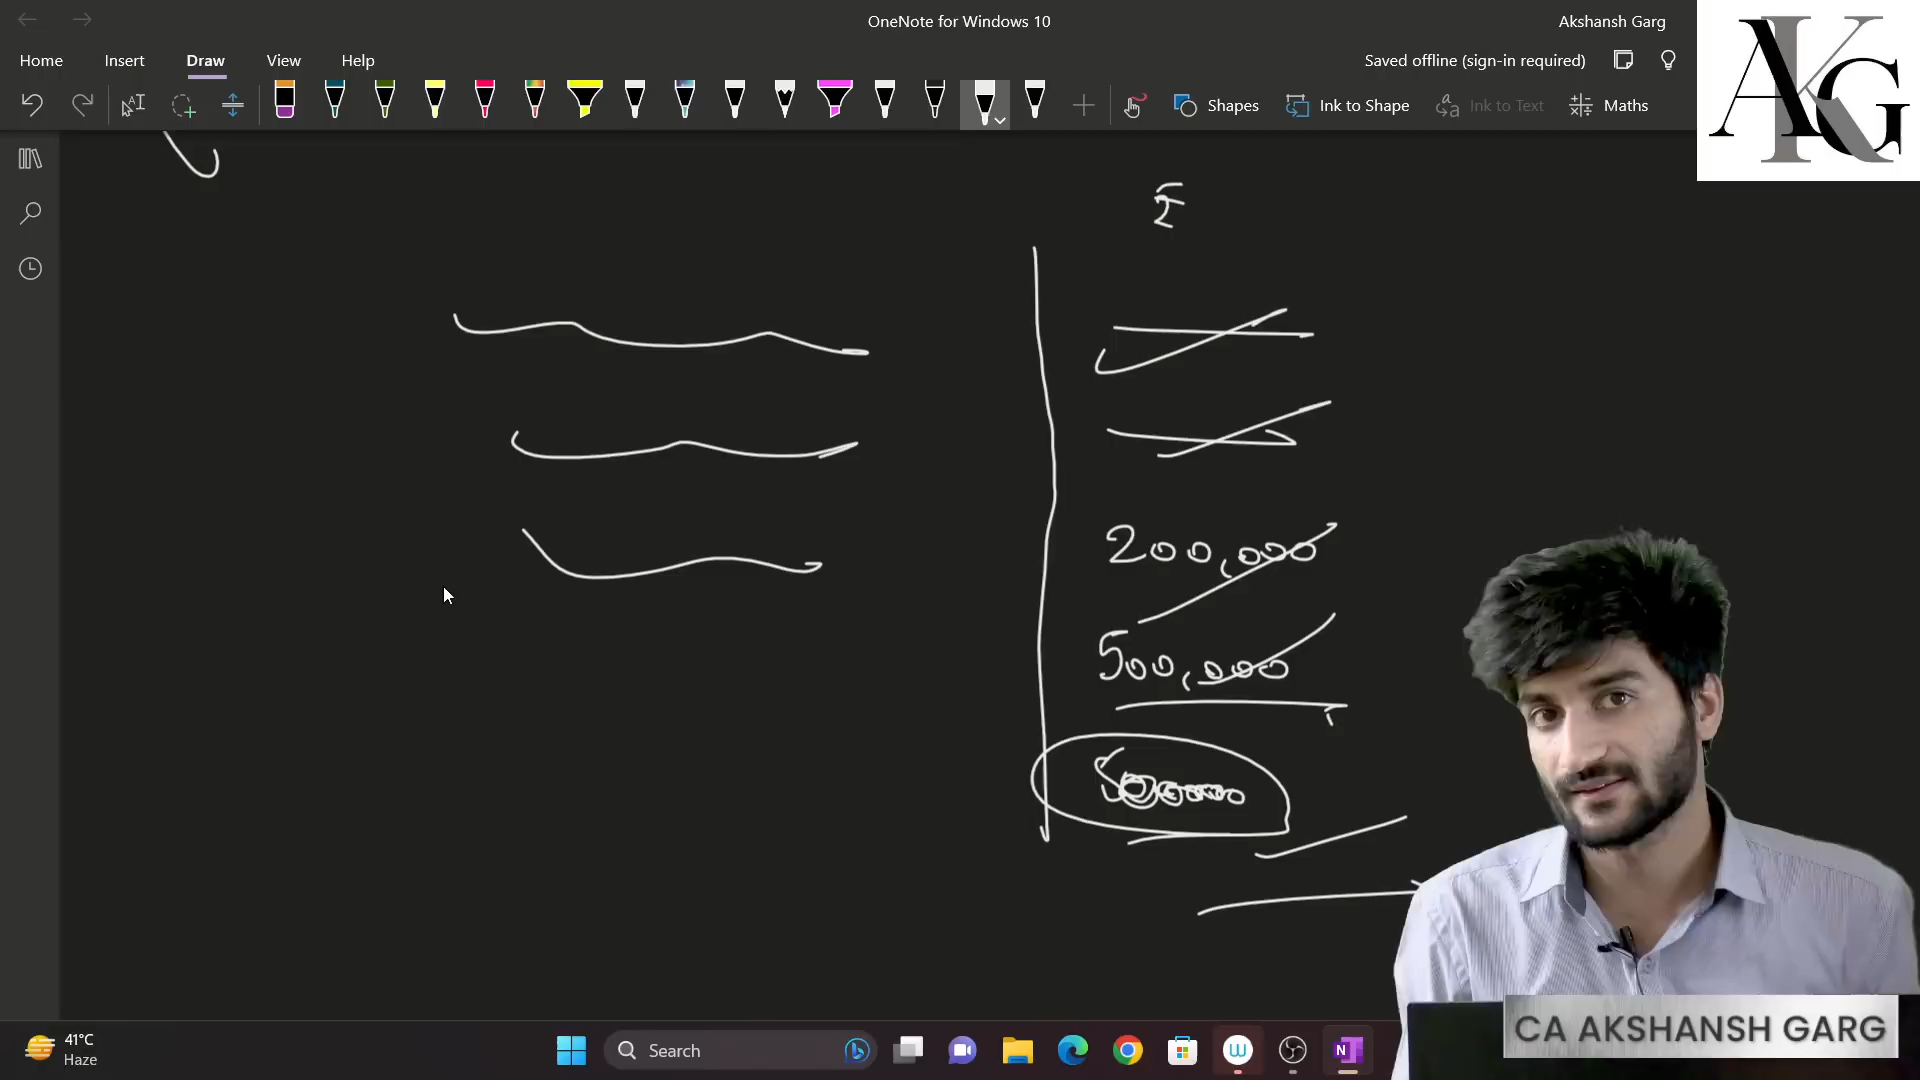 OneNote for Windows 10
Akshansh Garg
Home Insert Draw View Help
Saved offline (sign-in required)
Shapes Ink to Shape Ink to Text Maths
AKG
₹
200,000
500,000
41°C
Haze
Search
CA AKSHANSH GARG